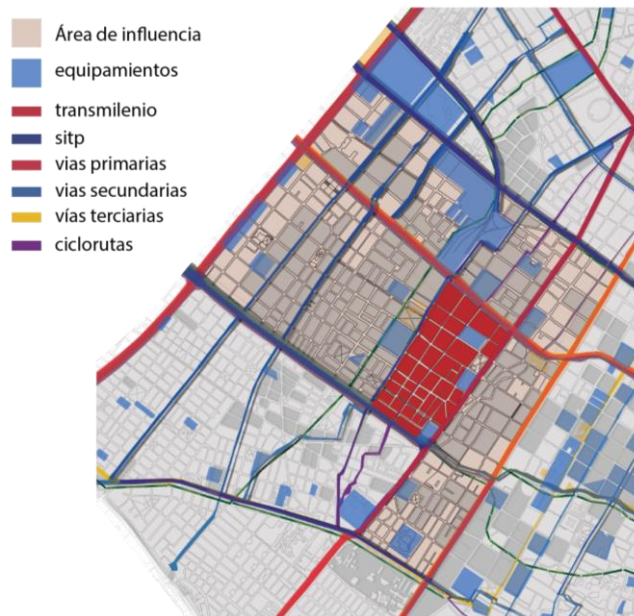 Área de influencia
equipamientos
transmilenio
sitp
vias primarias
vias secundarias
vías terciarias
ciclorutas